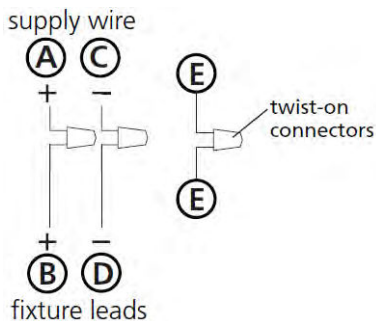 supply wire
A C
E
+ −
twist-on
connectors
E
+ −
B D
fixture leads